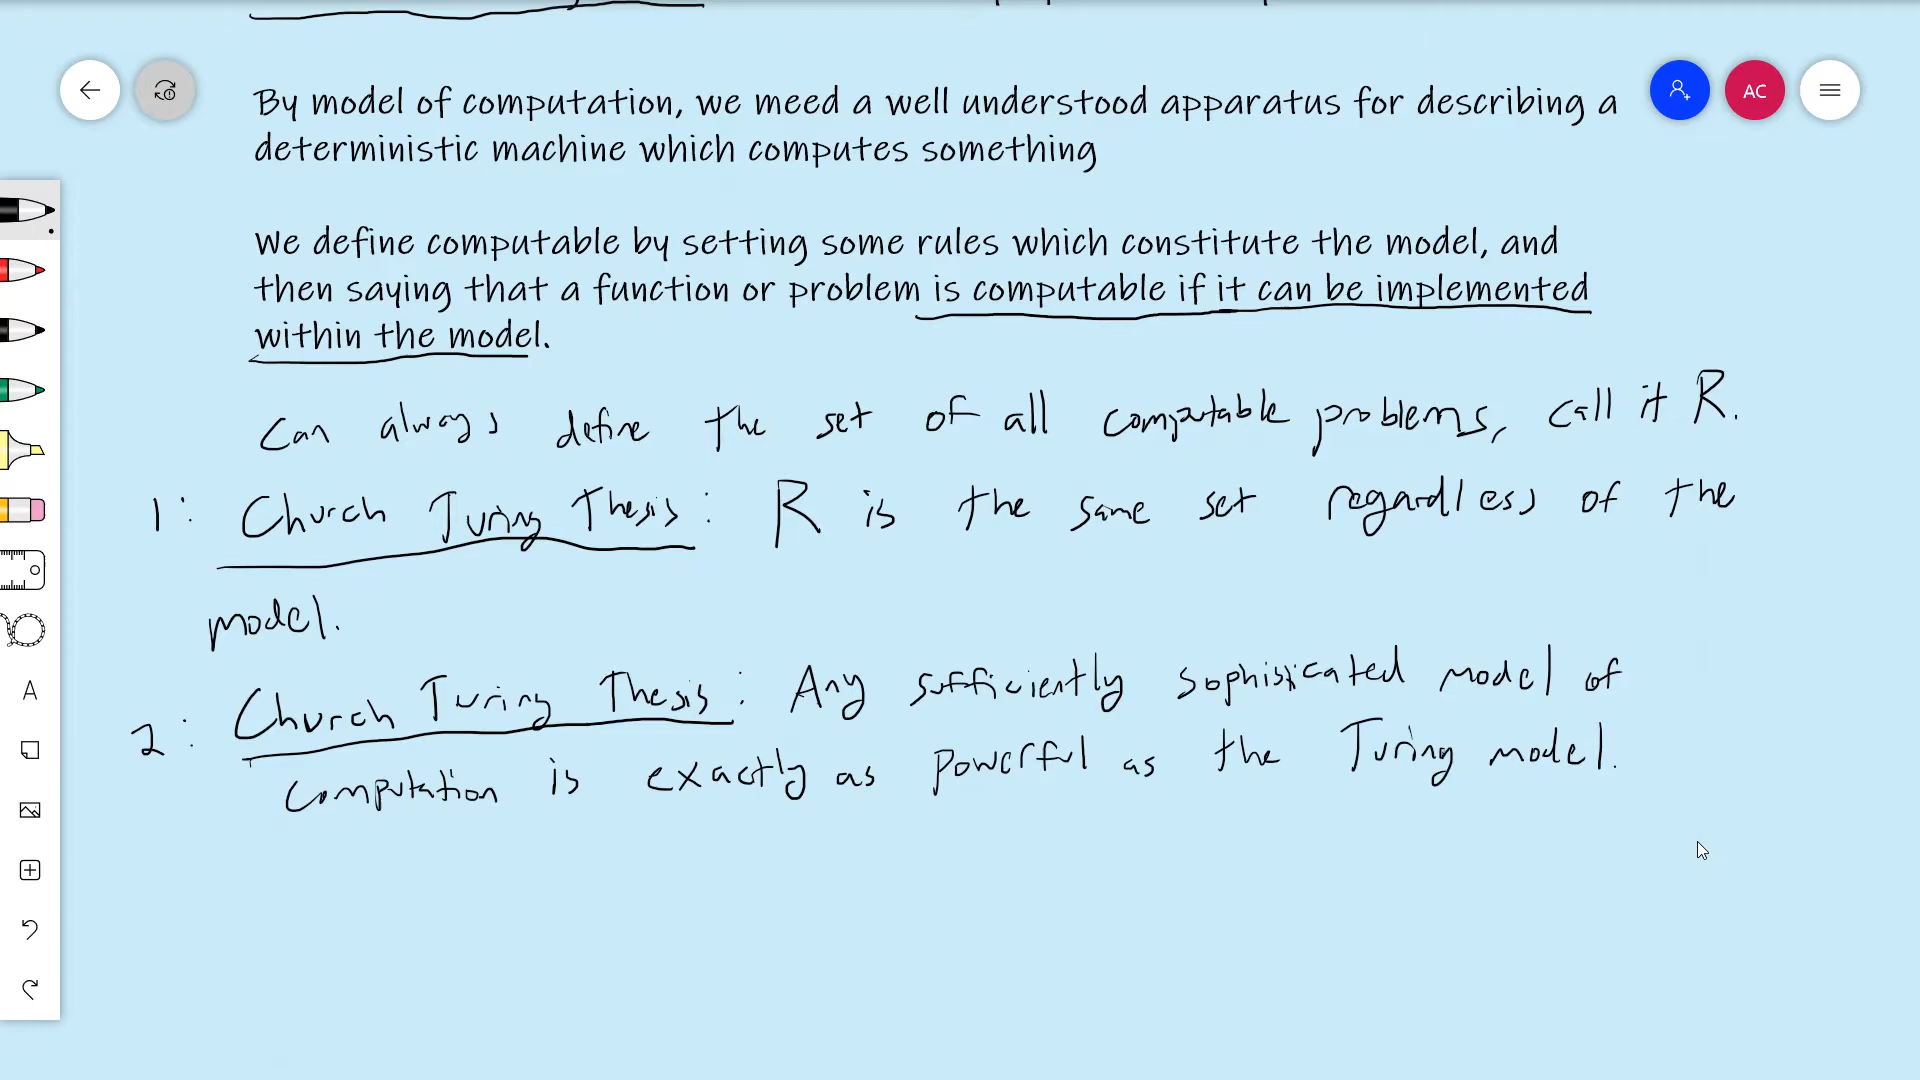 By model of computation, we meed a well understood apparatus for describing a
deterministic machine which computes something
We define computable by setting some rules which constitute the model, and
then saying that a function or problem is computable if it can be implemented
within the model.
Can always define the set of all computable problems, call it R.
1: Church Turing Thesis: R is the same set regardless of the
model.
2: Church Turing Thesis: Any sufficiently sophisticated model of
computation is exactly as powerful as the Turing model.
AC
A